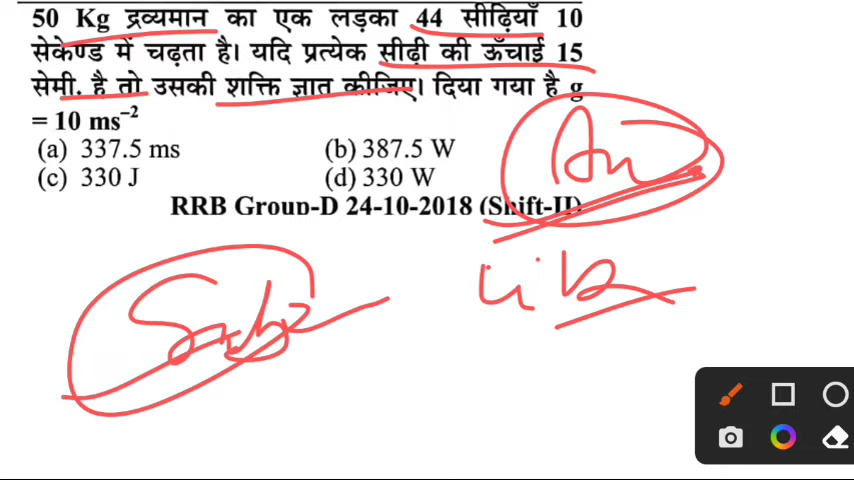 50 Kg द्रव्यमान का एक लड़का 44 सीढ़ियाँ 10
सेकेण्ड में चढ़ता है। यदि प्रत्येक सीढ़ी की ऊँचाई 15
सेमी. है तो उसकी शक्ति ज्ञात कीजिए। दिया गया है g
= 10 ms⁻²
(a) 337.5 ms (b) 387.5 W
(c) 330 J (d) 330 W
RRB Group-D 24-10-2018 (Shift-II)